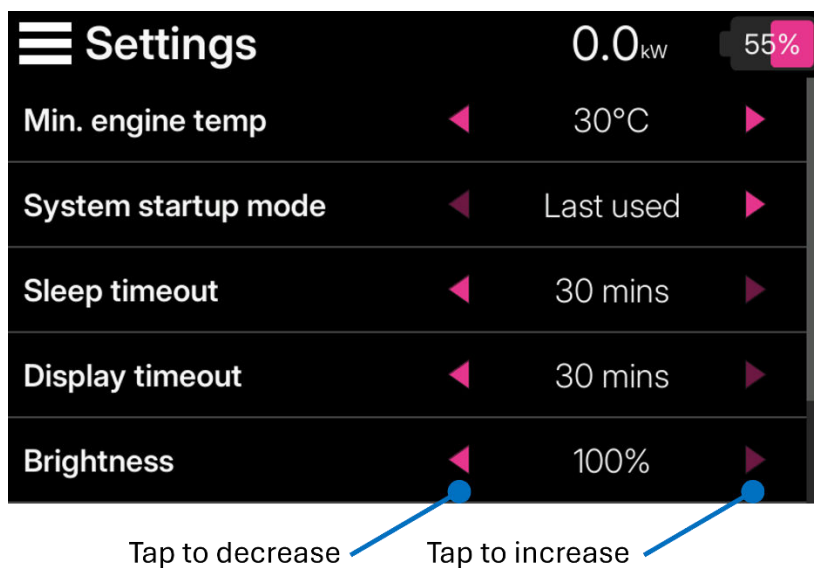 Settings 0.0kW 55%
Min. engine temp 30°C
System startup mode Last used
Sleep timeout 30 mins
Display timeout 30 mins
Brightness 100%
Tap to decrease Tap to increase